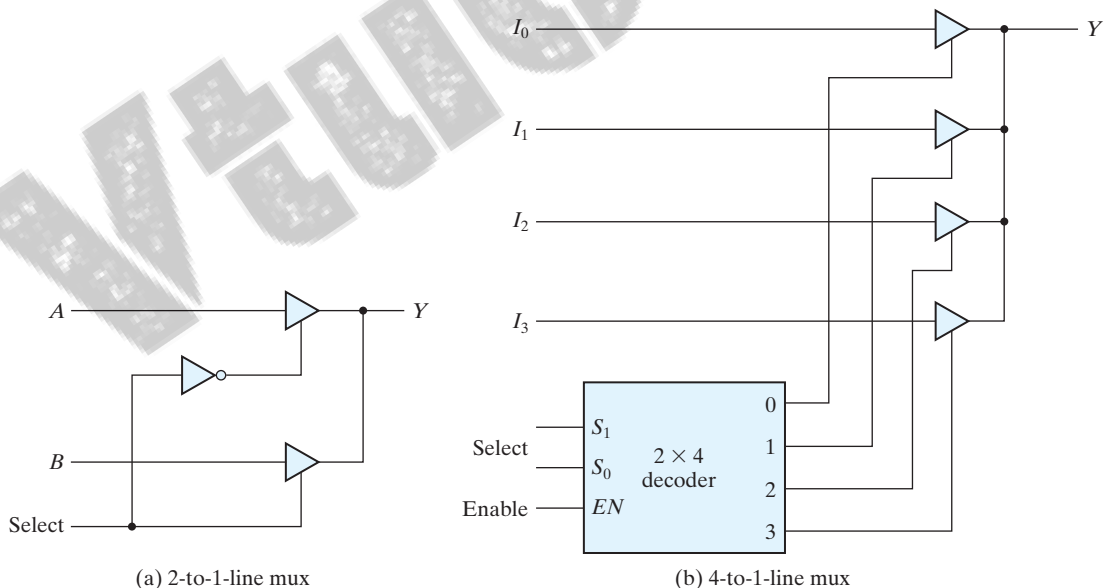 A
Y
B
Select
(a) 2-to-1-line mux
I₀
Y
I₁
I₂
I₃
Select
Enable
S₁
S₀
EN
2 × 4
decoder
0
1
2
3
(b) 4-to-1-line mux